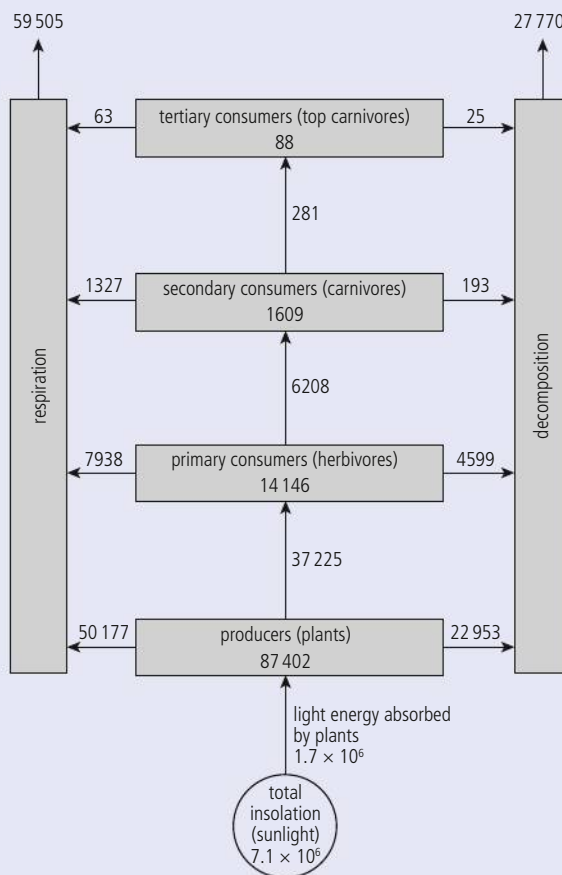 59 505
27 770
63
tertiary consumers (top carnivores)
88
25
281
1327
secondary consumers (carnivores)
1609
193
respiration
decomposition
6208
7938
primary consumers (herbivores)
14 146
4599
37 225
50 177
producers (plants)
87 402
22 953
light energy absorbed
by plants
1.7 × 10⁶
total
insolation
(sunlight)
7.1 × 10⁶